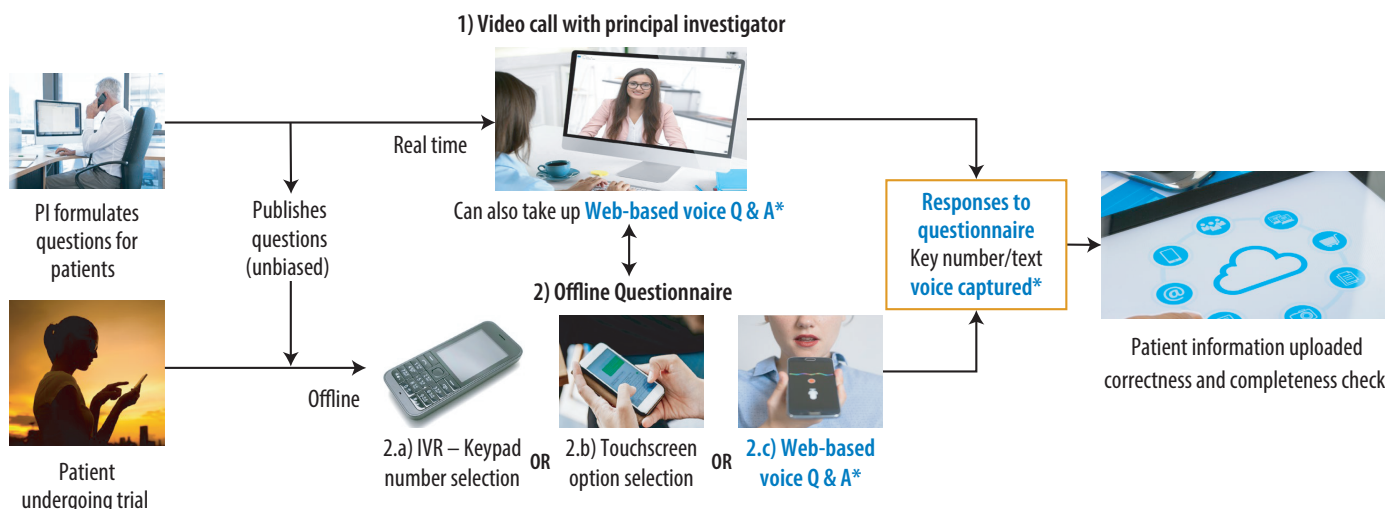 1) Video call with principal investigator
Real time
PI formulates
questions for
patients
Publishes
questions
(unbiased)
Can also take up Web-based voice Q & A*
Responses to
questionnaire
Key number/text
voice captured*
2) Offline Questionnaire
Patient information uploaded
correctness and completeness check
Offline
2.a) IVR – Keypad
number selection
OR
2.b) Touchscreen
option selection
OR
2.c) Web-based
voice Q & A*
Patient
undergoing trial